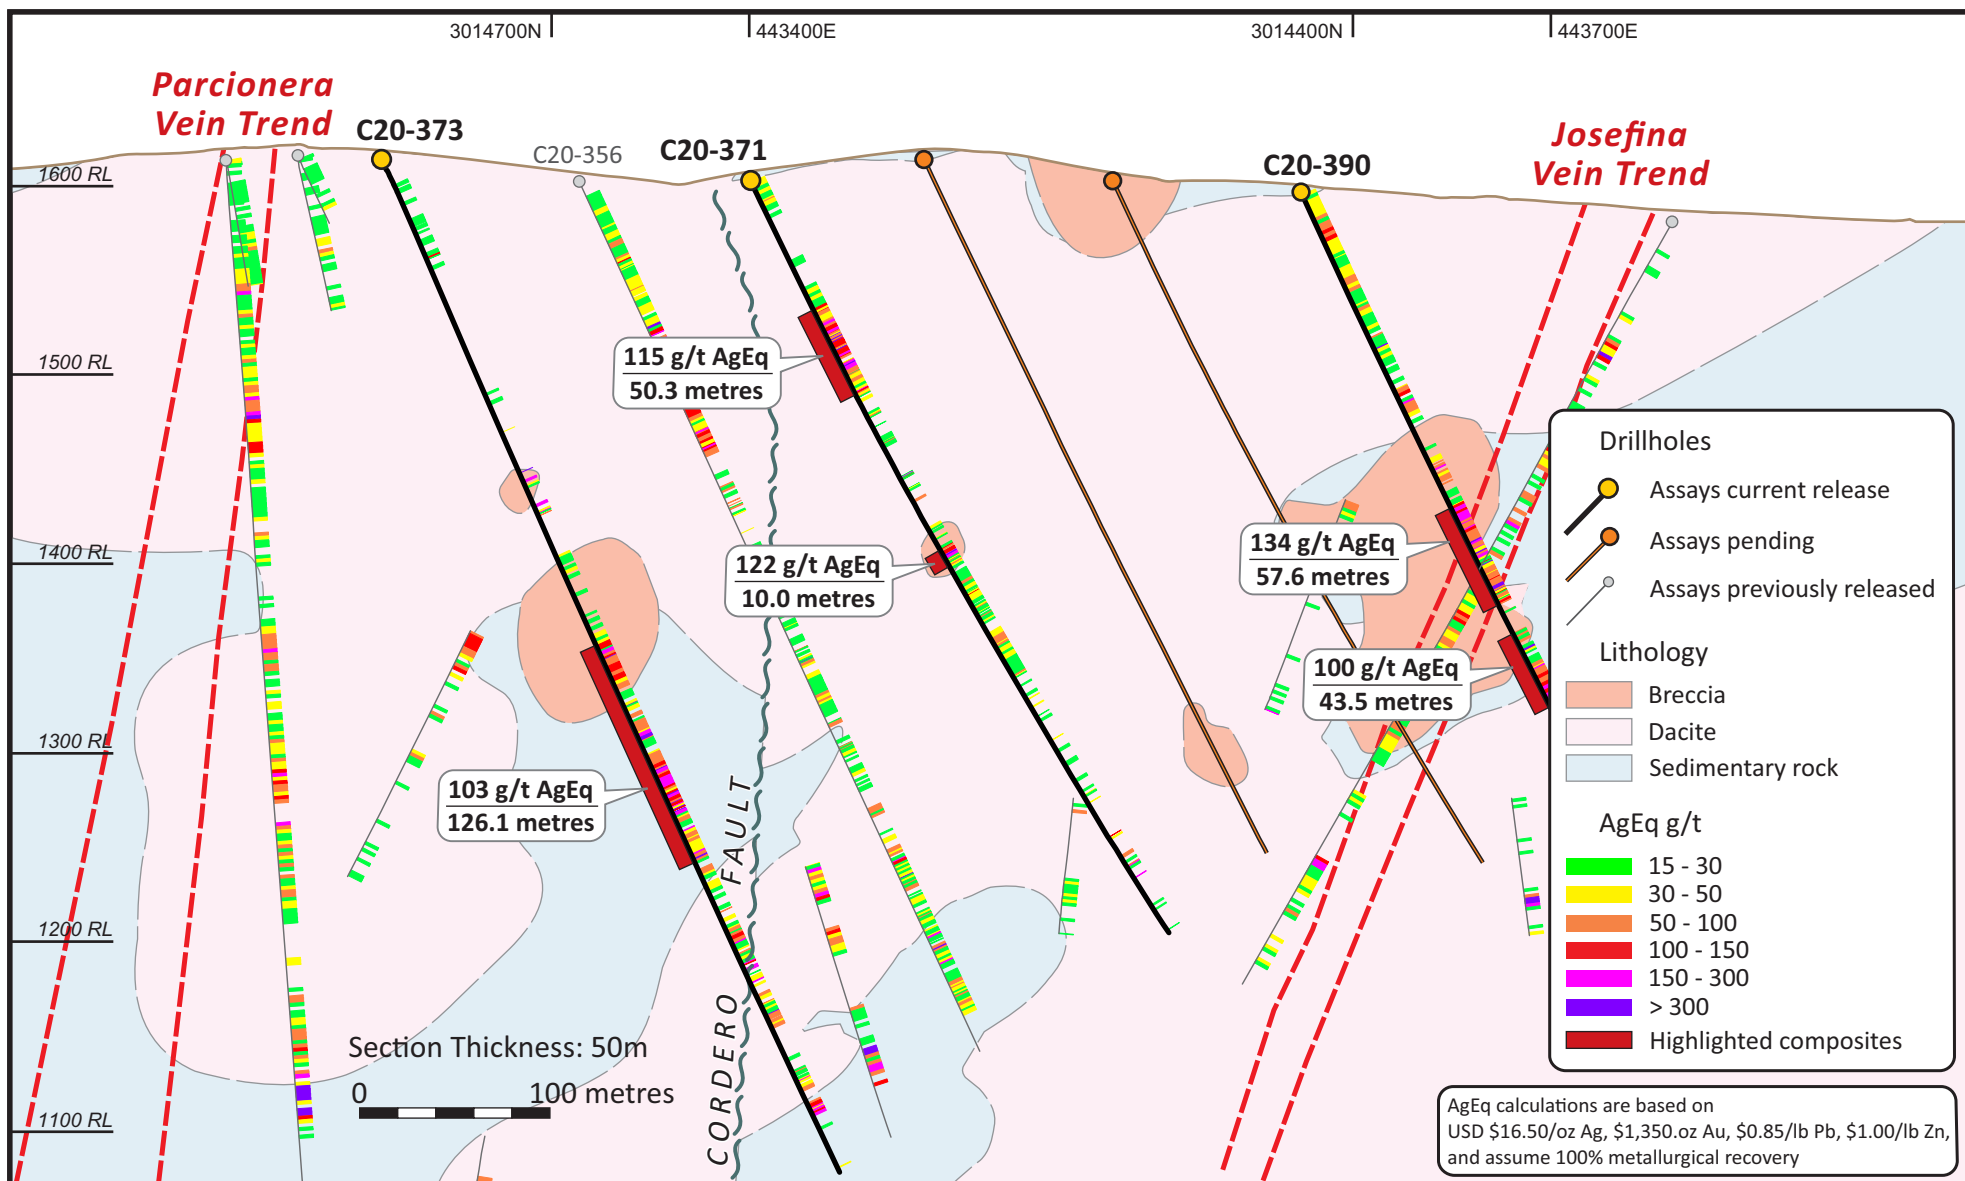 3014700N
443400E
3014400N
443700E
Parcionera
Vein Trend
C20-373
C20-356
C20-371
C20-390
Josefina
Vein Trend
1600 RL
1500 RL
1400 RL
1300 RL
1200 RL
1100 RL
115 g/t AgEq
50.3 metres
122 g/t AgEq
10.0 metres
134 g/t AgEq
57.6 metres
100 g/t AgEq
43.5 metres
103 g/t AgEq
126.1 metres
CORDERO FAULT
Section Thickness: 50m
0 100 metres
Drillholes
Assays current release
Assays pending
Assays previously released
Lithology
Breccia
Dacite
Sedimentary rock
AgEq g/t
15 - 30
30 - 50
50 - 100
100 - 150
150 - 300
> 300
Highlighted composites
AgEq calculations are based on
USD $16.50/oz Ag, $1,350.oz Au, $0.85/lb Pb, $1.00/lb Zn,
and assume 100% metallurgical recovery